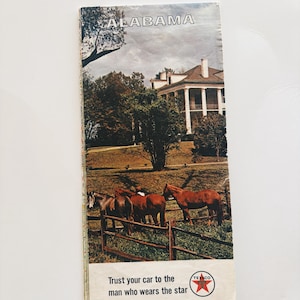 ALABAMA
Trust your car to the
man who wears the star
TEXACO